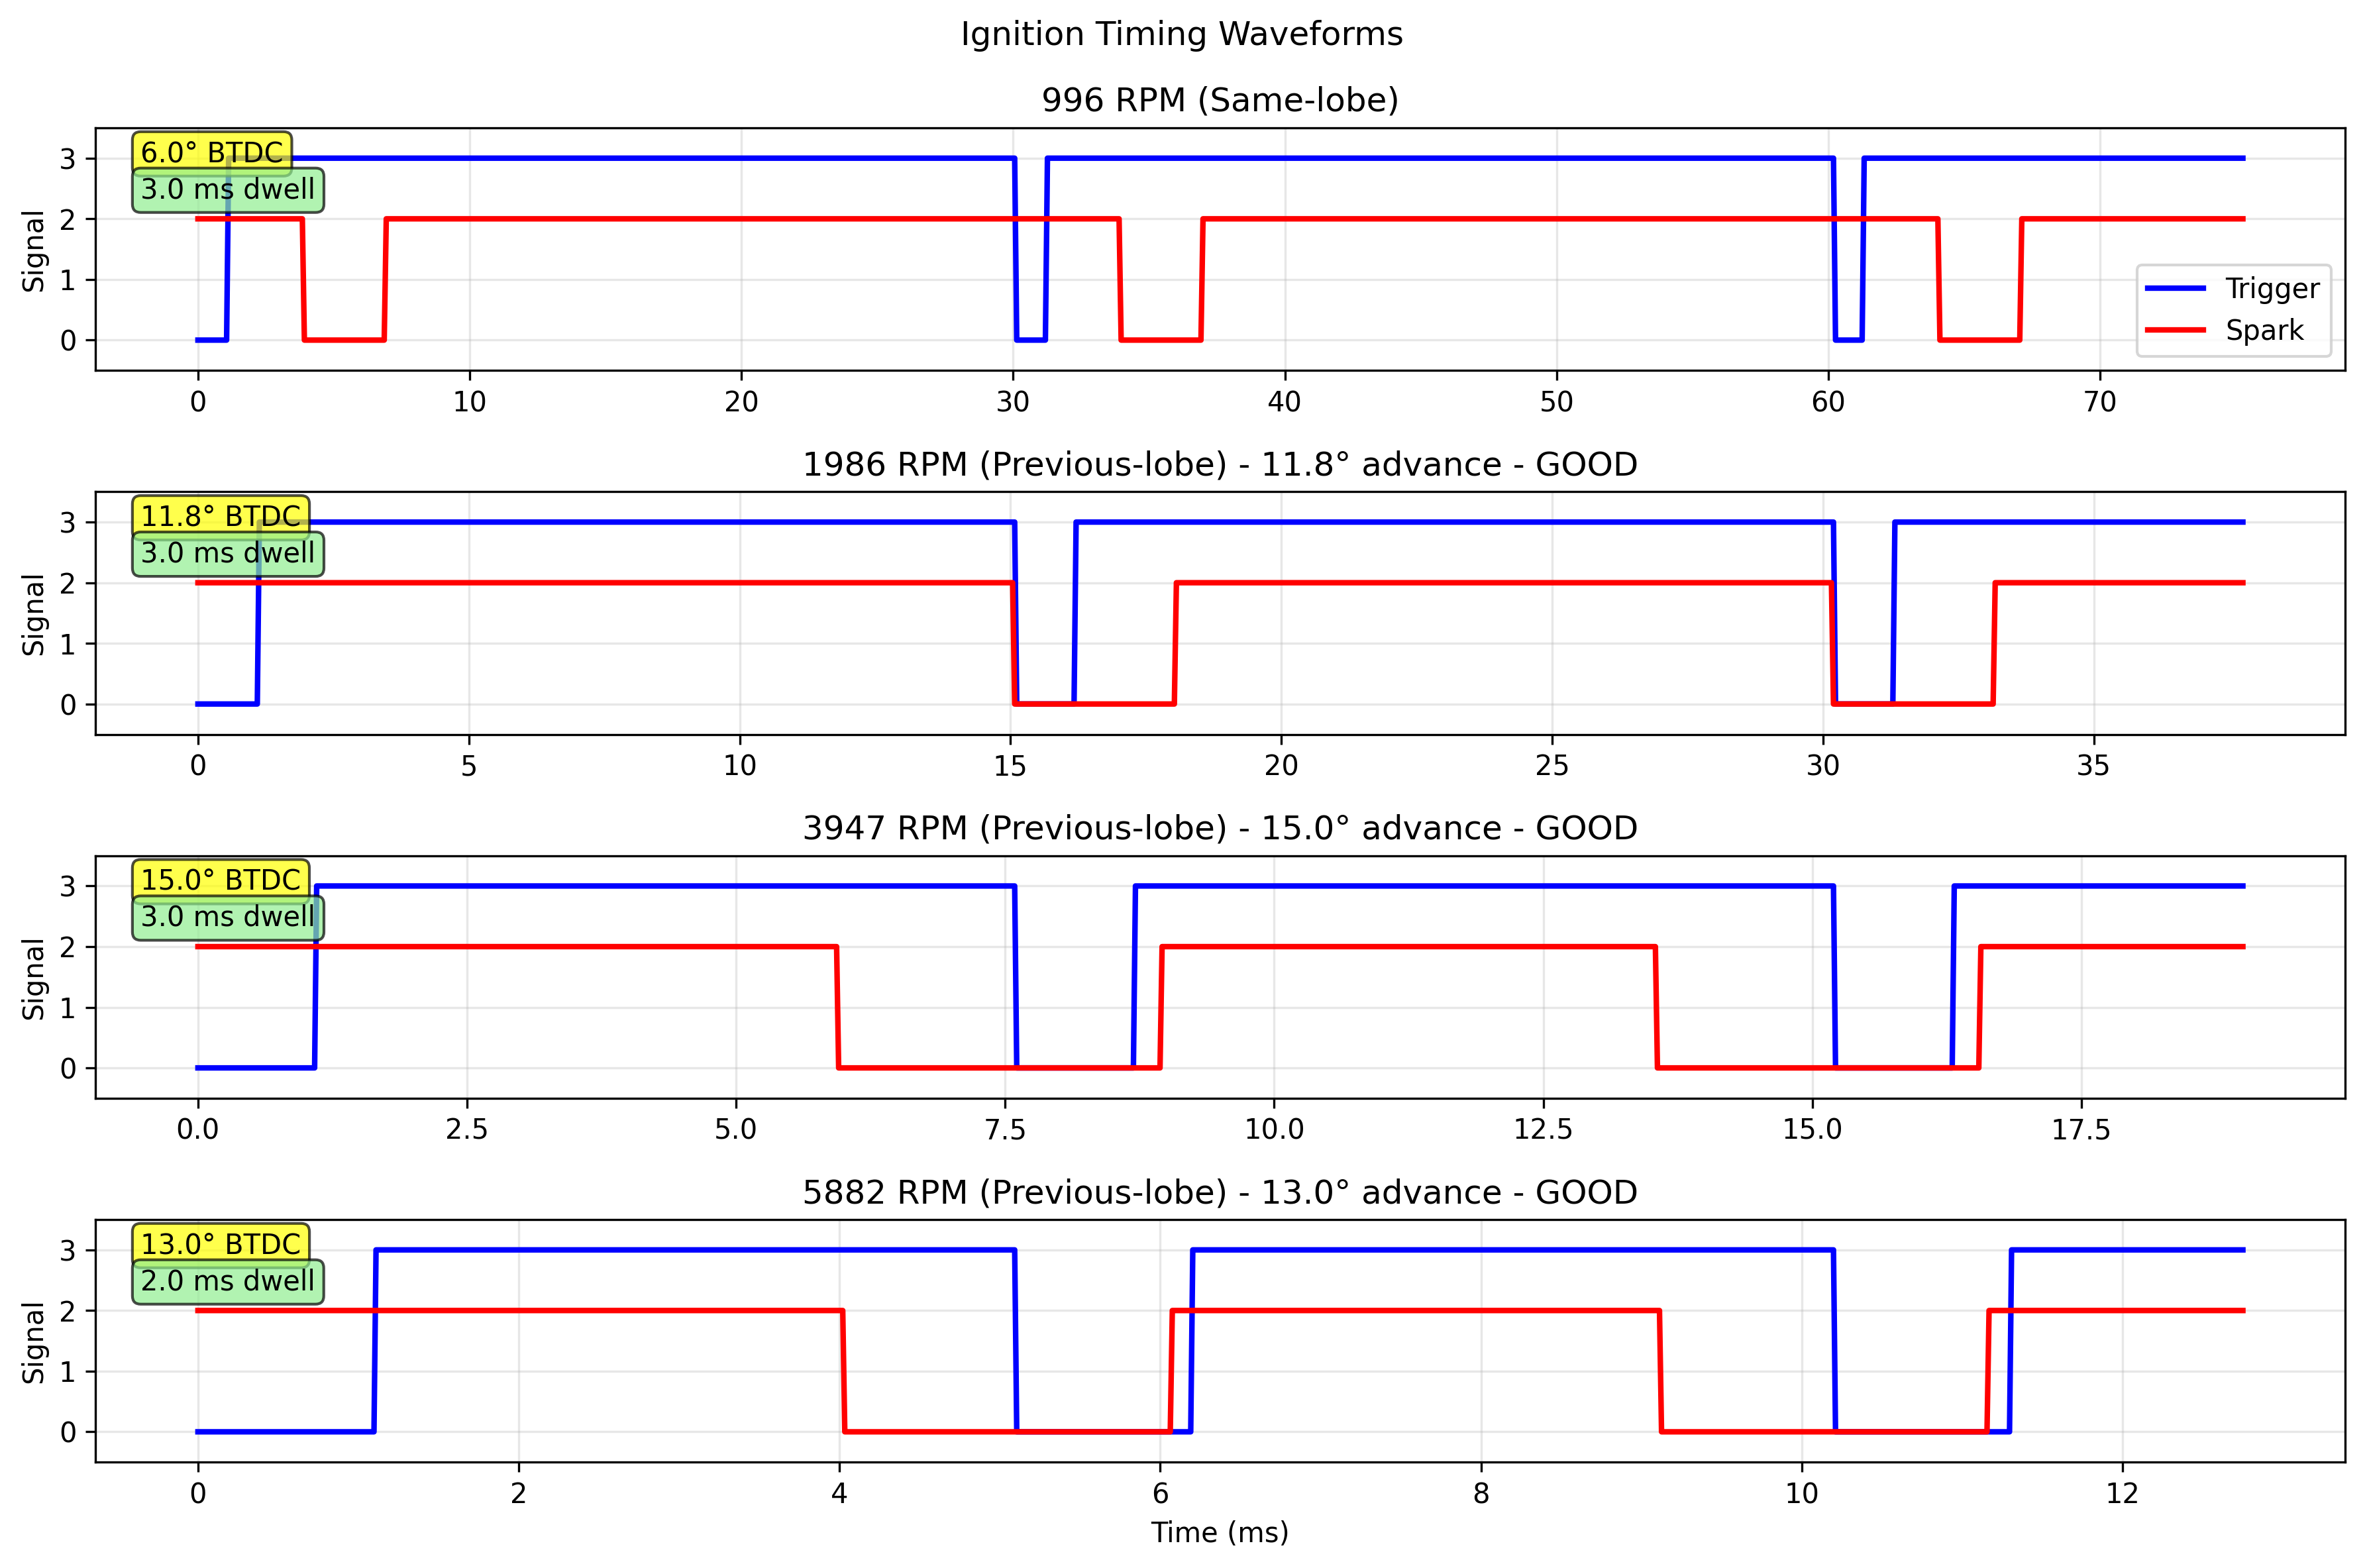 Ignition Timing Waveforms
996 RPM (Same-lobe)
6.0° BTDC
3.0 ms dwell
Signal
3
2
1
0
Trigger
Spark
0 10 20 30 40 50 60 70
1986 RPM (Previous-lobe) - 11.8° advance - GOOD
11.8° BTDC
3.0 ms dwell
Signal
3
2
1
0
0 5 10 15 20 25 30 35
3947 RPM (Previous-lobe) - 15.0° advance - GOOD
15.0° BTDC
3.0 ms dwell
Signal
3
2
1
0
0.0 2.5 5.0 7.5 10.0 12.5 15.0 17.5
5882 RPM (Previous-lobe) - 13.0° advance - GOOD
13.0° BTDC
2.0 ms dwell
Signal
3
2
1
0
0 2 4 6 8 10 12
Time (ms)